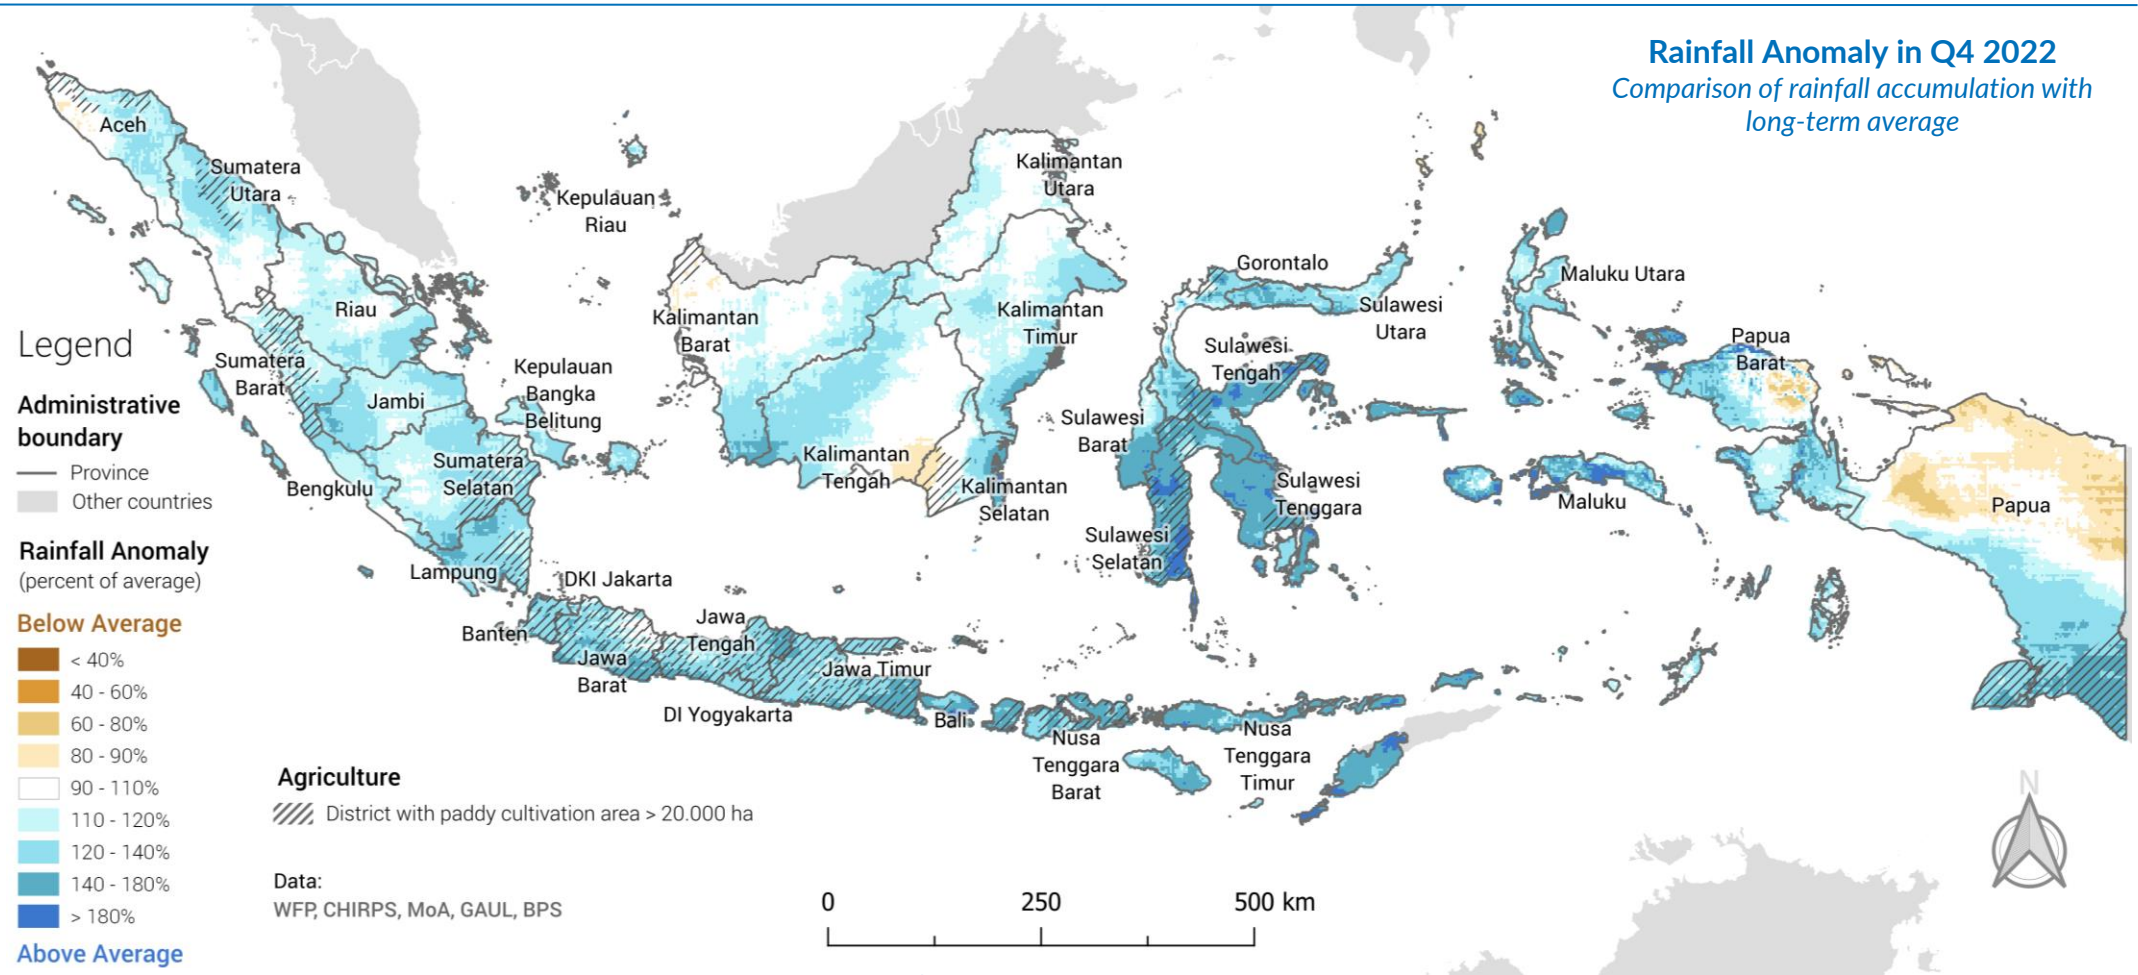 Rainfall Anomaly in Q4 2022
Comparison of rainfall accumulation with
long-term average
Aceh
Sumatera
Utara
Kepulauan
Riau
Riau
Sumatera
Barat
Jambi
Kepulauan
Bangka
Belitung
Bengkulu
Sumatera
Selatan
Lampung
Kalimantan
Utara
Kalimantan
Barat
Kalimantan
Timur
Kalimantan
Tengah
Kalimantan
Selatan
Gorontalo
Sulawesi
Utara
Sulawesi
Tengah
Sulawesi
Barat
Sulawesi
Tenggara
Sulawesi
Selatan
Maluku Utara
Papua
Barat
Maluku
Papua
DKI Jakarta
Banten
Jawa
Barat
Jawa
Tengah
DI Yogyakarta
Jawa Timur
Bali
Nusa
Tenggara
Barat
Nusa
Tenggara
Timur
Legend
Administrative
boundary
Province
Other countries
Rainfall Anomaly
(percent of average)
Below Average
< 40%
40 - 60%
60 - 80%
80 - 90%
90 - 110%
110 - 120%
120 - 140%
140 - 180%
> 180%
Above Average
Agriculture
District with paddy cultivation area > 20.000 ha
Data:
WFP, CHIRPS, MoA, GAUL, BPS
0 250 500 km
N